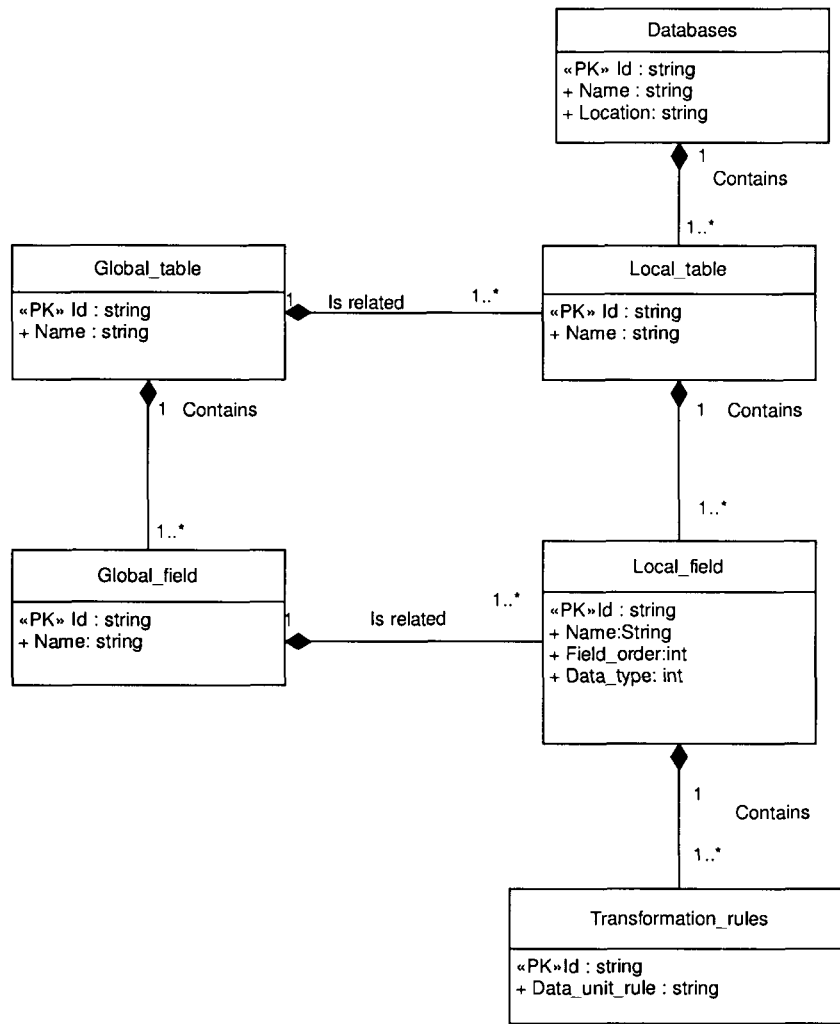 Databases
«PK» Id : string
+ Name : string
+ Location: string
1
Contains
1..*
Global_table
«PK» Id : string
+ Name : string
1
Is related
1..*
Local_table
«PK» Id : string
+ Name : string
1
Contains
1..*
1
Contains
1..*
Global_field
«PK» Id : string
+ Name: string
1
Is related
1..*
Local_field
«PK»Id : string
+ Name:String
+ Field_order:int
+ Data_type: int
1
Contains
1..*
Transformation_rules
«PK»Id : string
+ Data_unit_rule : string